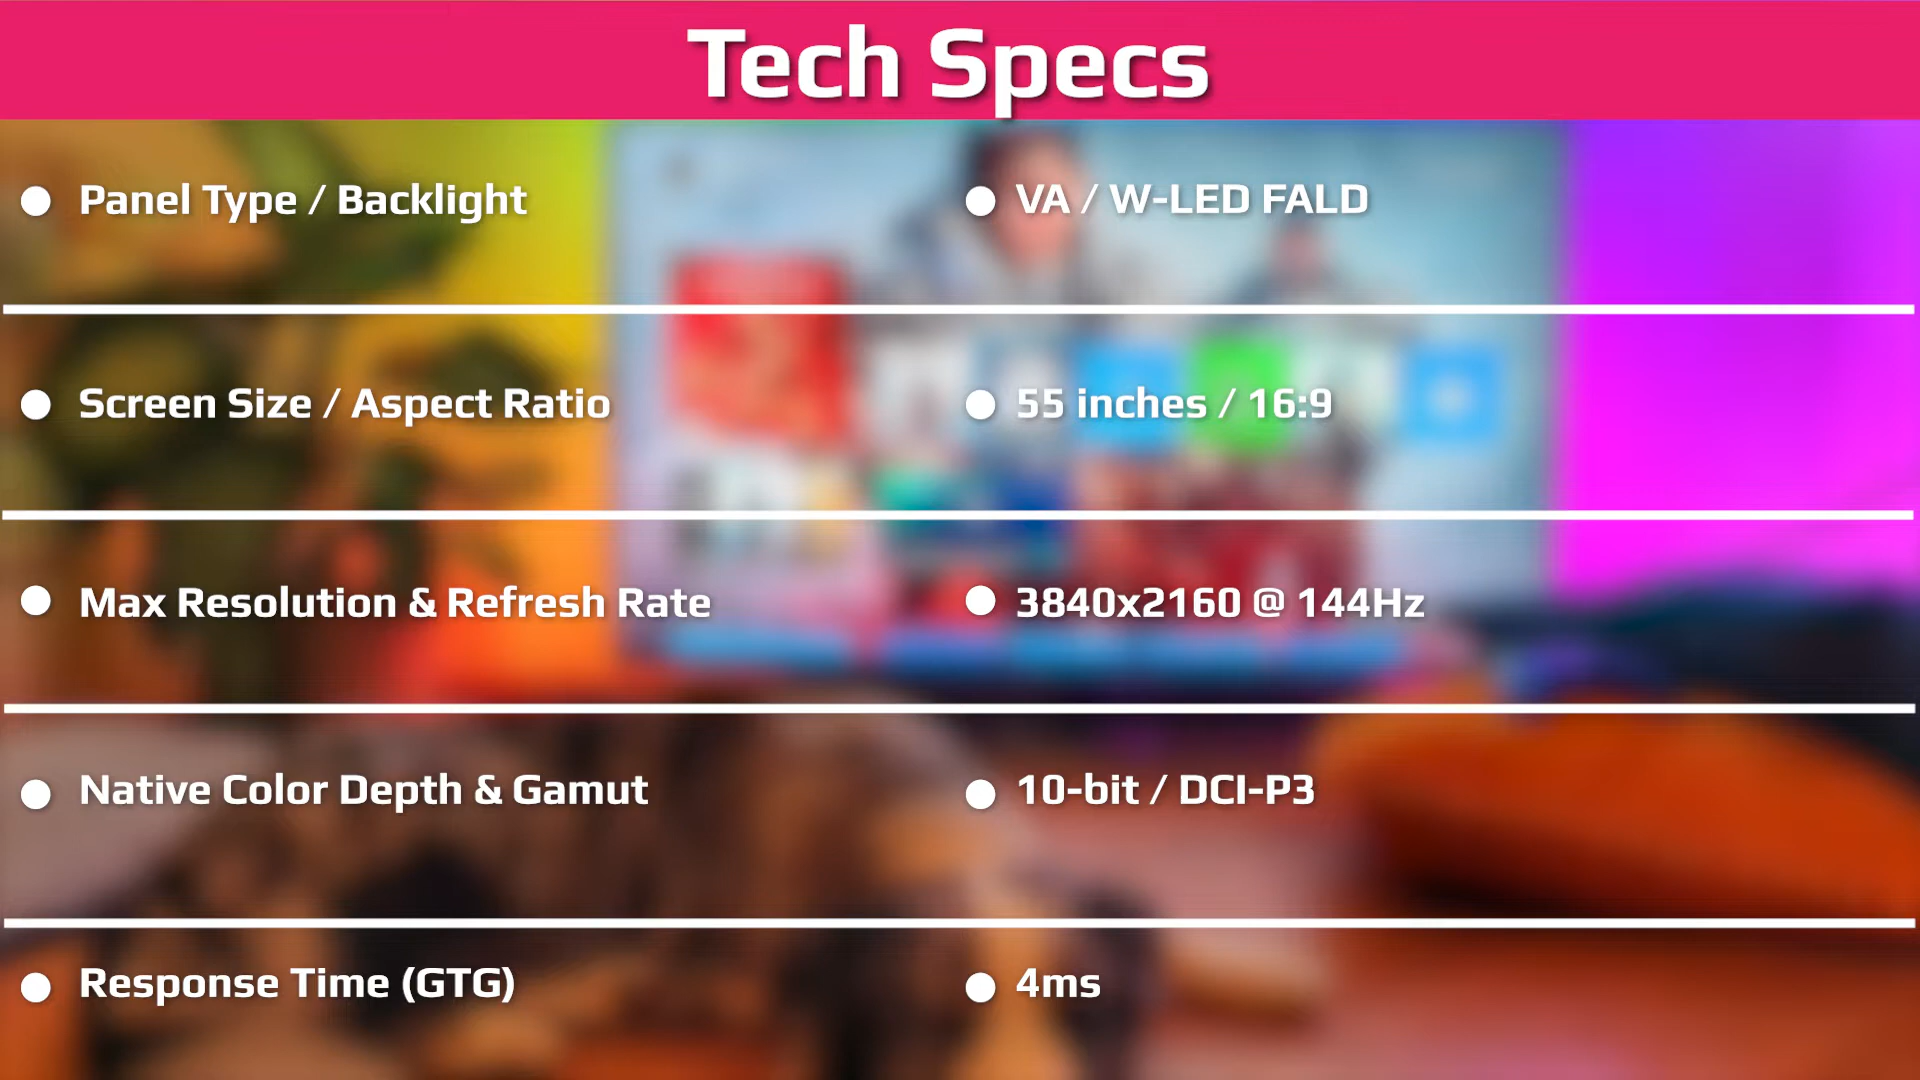 Tech Specs
Panel Type / Backlight
VA / W-LED FALD
Screen Size / Aspect Ratio
55 inches / 16:9
Max Resolution & Refresh Rate
3840x2160 @ 144Hz
Native Color Depth & Gamut
10-bit / DCI-P3
Response Time (GTG)
4ms